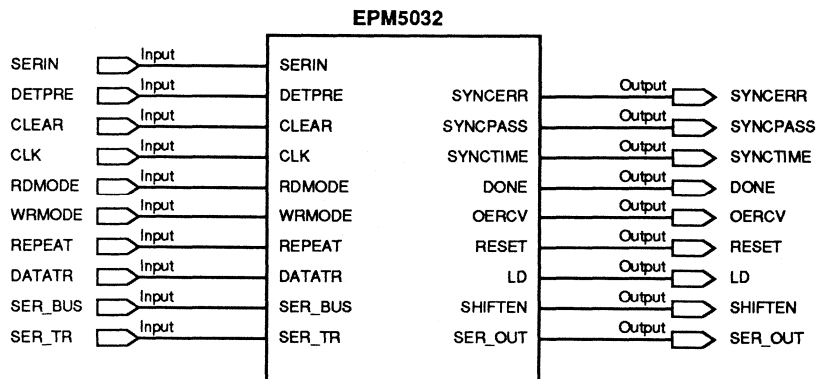 EPM5032
SERIN Input SERIN
DETPRE Input DETPRE SYNCERR Output SYNCERR
CLEAR Input CLEAR SYNCPASS Output SYNCPASS
CLK Input CLK SYNCTIME Output SYNCTIME
RDMODE Input RDMODE DONE Output DONE
WRMODE Input WRMODE OERCV Output OERCV
REPEAT Input REPEAT RESET Output RESET
DATATR Input DATATR LD Output LD
SER_BUS Input SER_BUS SHIFTEN Output SHIFTEN
SER_TR Input SER_TR SER_OUT Output SER_OUT